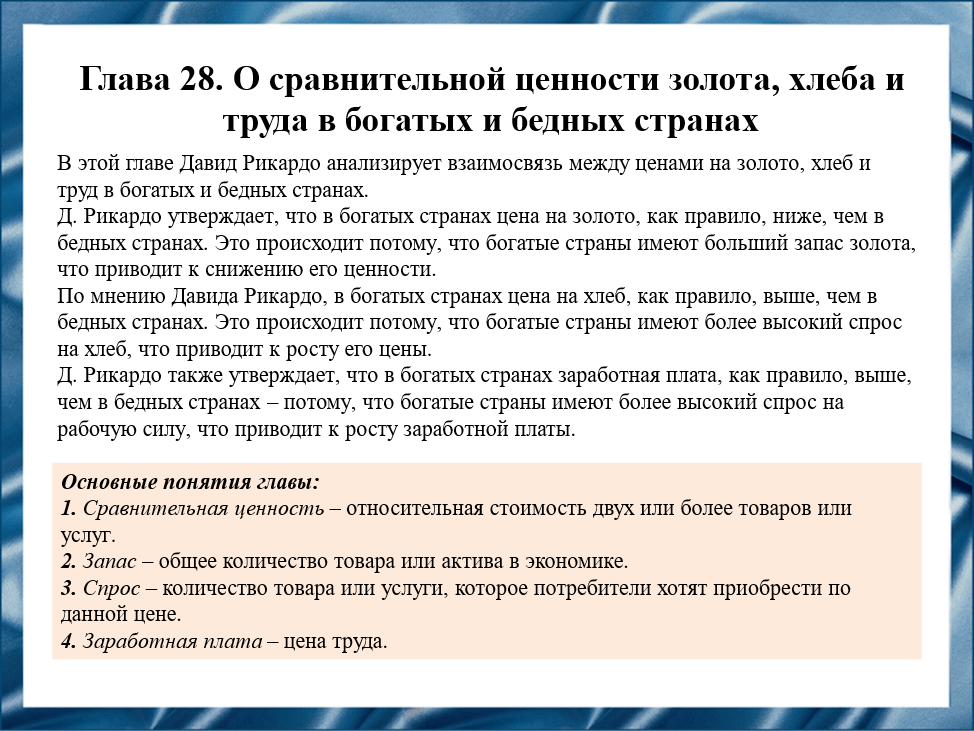 Глава 28. О сравнительной ценности золота, хлеба и
труда в богатых и бедных странах
В этой главе Давид Рикардо анализирует взаимосвязь между ценами на золото, хлеб и
труд в богатых и бедных странах.
Д. Рикардо утверждает, что в богатых странах цена на золото, как правило, ниже, чем в
бедных странах. Это происходит потому, что богатые страны имеют больший запас золота,
что приводит к снижению его ценности.
По мнению Давида Рикардо, в богатых странах цена на хлеб, как правило, выше, чем в
бедных странах. Это происходит потому, что богатые страны имеют более высокий спрос
на хлеб, что приводит к росту его цены.
Д. Рикардо также утверждает, что в богатых странах заработная плата, как правило, выше,
чем в бедных странах – потому, что богатые страны имеют более высокий спрос на
рабочую силу, что приводит к росту заработной платы.
Основные понятия главы:
1. Сравнительная ценность – относительная стоимость двух или более товаров или
услуг.
2. Запас – общее количество товара или актива в экономике.
3. Спрос – количество товара или услуги, которое потребители хотят приобрести по
данной цене.
4. Заработная плата – цена труда.